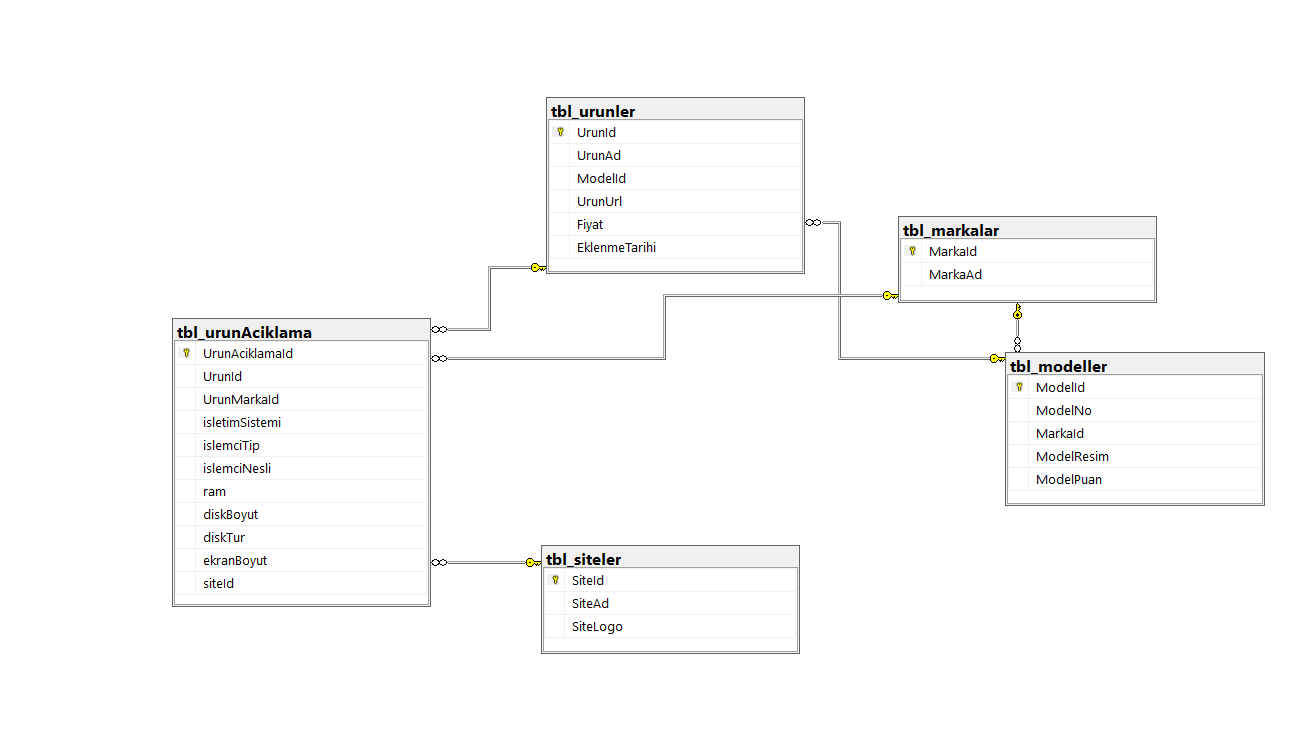 tbl_urunler
UrunId
UrunAd
ModelId
UrunUrl
Fiyat
EklenmeTarihi
tbl_markalar
MarkaId
MarkaAd
tbl_urunAciklama
UrunAciklamaId
UrunId
UrunMarkaId
isletimSistemi
islemciTip
islemciNesli
ram
diskBoyut
diskTur
ekranBoyut
siteId
tbl_modeller
ModelId
ModelNo
MarkaId
ModelResim
ModelPuan
tbl_siteler
SiteId
SiteAd
SiteLogo